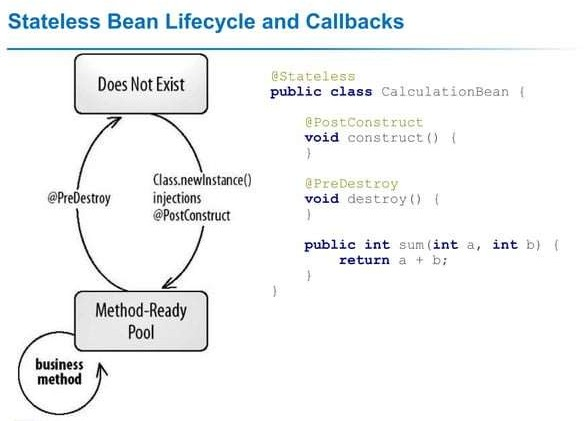 Stateless Bean Lifecycle and Callbacks
Does Not Exist
@PreDestroy
Class.newInstance()
injections
@PostConstruct
Method-Ready
Pool
business
method
@Stateless
public class CalculationBean {
@PostConstruct
void construct() {
}
@PreDestroy
void destroy() {
}
public int sum(int a, int b) {
return a + b;
}
}